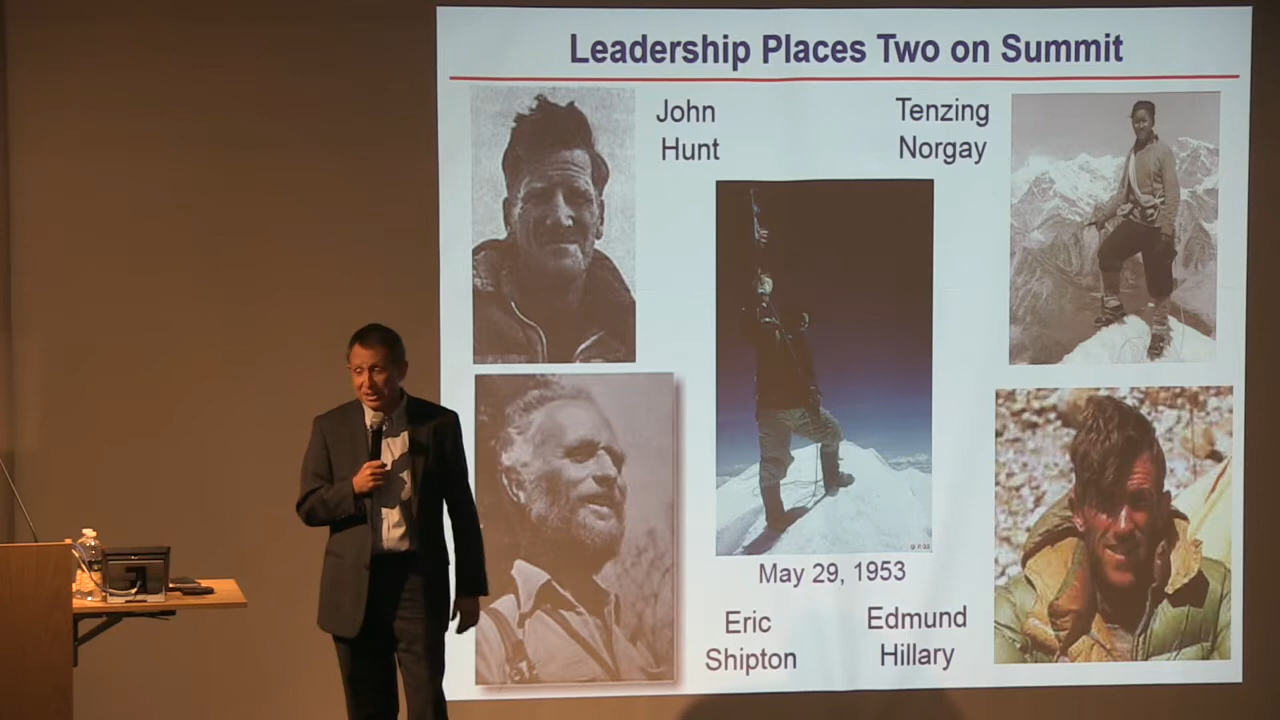 Leadership Places Two on Summit
John
Hunt
Tenzing
Norgay
May 29, 1953
Eric
Shipton
Edmund
Hillary